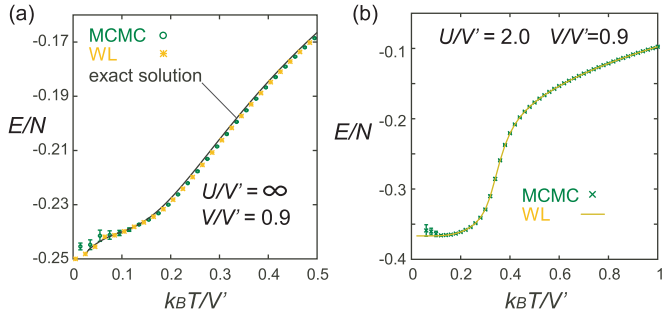 (a)
-0.17
-0.19
-0.21
-0.23
-0.25
E/N
MCMC
WL
exact solution
U/V' = ∞
V/V' = 0.9
0 0.1 0.2 0.3 0.4 0.5
kBT/V'
(b)
U/V' = 2.0 V/V'=0.9
-0.1
-0.2
-0.3
-0.4
E/N
MCMC
WL
0 0.2 0.4 0.6 0.8 1
kBT/V'